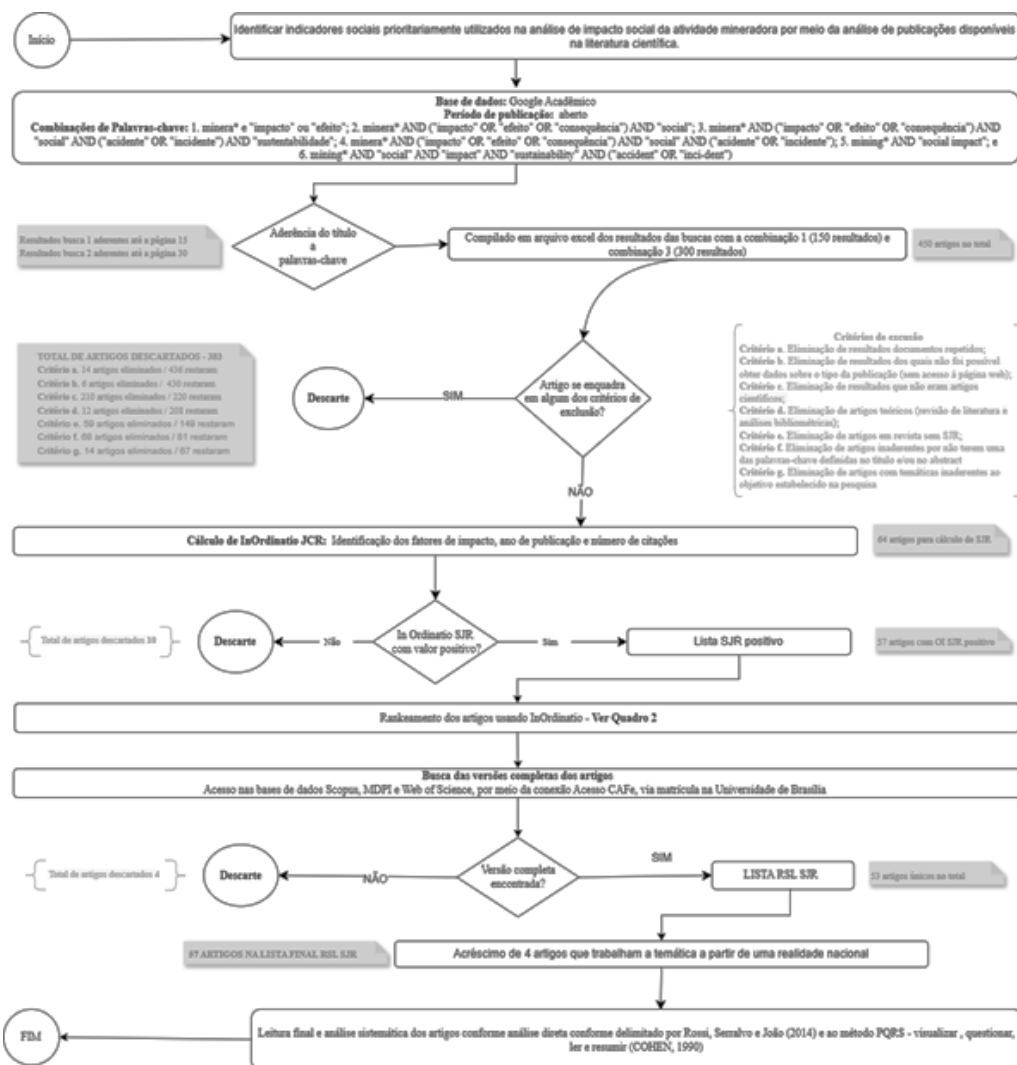 Início
Identificar indicadores sociais prioritariamente utilizados na análise de impacto social da atividade mineradora por meio da análise de publicações disponíveis
na literatura científica.
Base de dados: Google Acadêmico
Período de publicação: aberto
Combinações de Palavras-chave: 1. minera* e "impacto" ou "efeito"; 2. minera* AND ("impacto" OR "efeito" OR "consequência") AND "social"; 3. minera* AND ("impacto" OR "efeito" OR "consequência") AND
"social" AND ("acidente" OR "incidente") AND "sustentabilidade"; 4. minera* AND ("impacto" OR "efeito" OR "consequência") AND "social" AND ("acidente" OR "incidente"); 5. mining* AND "social impact"; e
6. mining* AND "social" AND "impact" AND "sustainability" AND ("accident" OR "inci-dent")
Resultados busca 1 aderentes até a página 15
Resultados busca 2 aderentes até a página 30
Aderência do título
à
palavras-chave
Compilado em arquivo excel dos resultados das buscas com a combinação 1 (150 resultados) e
combinação 3 (300 resultados)
450 artigos no total
TOTAL DE ARTIGOS DESCARTADOS - 383
Critério a. 14 artigos eliminados / 436 restaram
Critério b. 6 artigos eliminados / 430 restaram
Critério c. 210 artigos eliminados / 220 restaram
Critério d. 12 artigos eliminados / 208 restaram
Critério e. 59 artigos eliminados / 149 restaram
Critério f. 68 artigos eliminados / 81 restaram
Critério g. 14 artigos eliminados / 67 restaram
Descarte
SIM
Artigo se enquadra
em algum dos critérios de
exclusão?
NÃO
Critérios de excusão
Critério a. Eliminação de resultados documentos repetidos;
Critério b. Eliminação de resultados dos quais não foi possível
obter dados sobre o tipo da publicação (sem acesso à página web);
Critério c. Eliminação de resultados que não eram artigos
científicos;
Critério d. Eliminação de artigos teóricos (revisão de literatura e
análises bibliométricas);
Critério e. Eliminação de artigos em revista sem SJR;
Critério f. Eliminação de artigos inaderentes por não terem uma
das palavras-chave definidas no título e/ou no abstract
Critério g. Eliminação de artigos com temáticas inaderentes ao
objetivo estabelecido na pesquisa
Cálculo de InOrdinatio JCR: Identificação dos fatores de impacto, ano de publicação e número de citações
64 artigos para cálculo de SJR
Total de artigos descartados 10
Descarte
Não
In Ordinatio SJR
com valor positivo?
Sim
Lista SJR positivo
57 artigos com OI SJR positivo
Rankeamento dos artigos usando InOrdinatio - Ver Quadro 2
Busca das versões completas dos artigos
Acesso nas bases de dados Scopus, MDPI e Web of Science, por meio da conexão Acesso CAFe, via matrícula na Universidade de Brasília
Total de artigos descartados 4
Descarte
NÃO
Versão completa
encontrada?
SIM
LISTA RSL SJR
53 artigos únicos no total
67 ARTIGOS NA LISTA FINAL RSL SJR
Acréscimo de 4 artigos que trabalham a temática a partir de uma realidade nacional
FIM
Leitura final e análise sistemática dos artigos conforme análise direta conforme delimitado por Rossi, Serralvo e João (2014) e ao método PQRS - visualizar , questionar,
ler e resumir (COHEN, 1990)